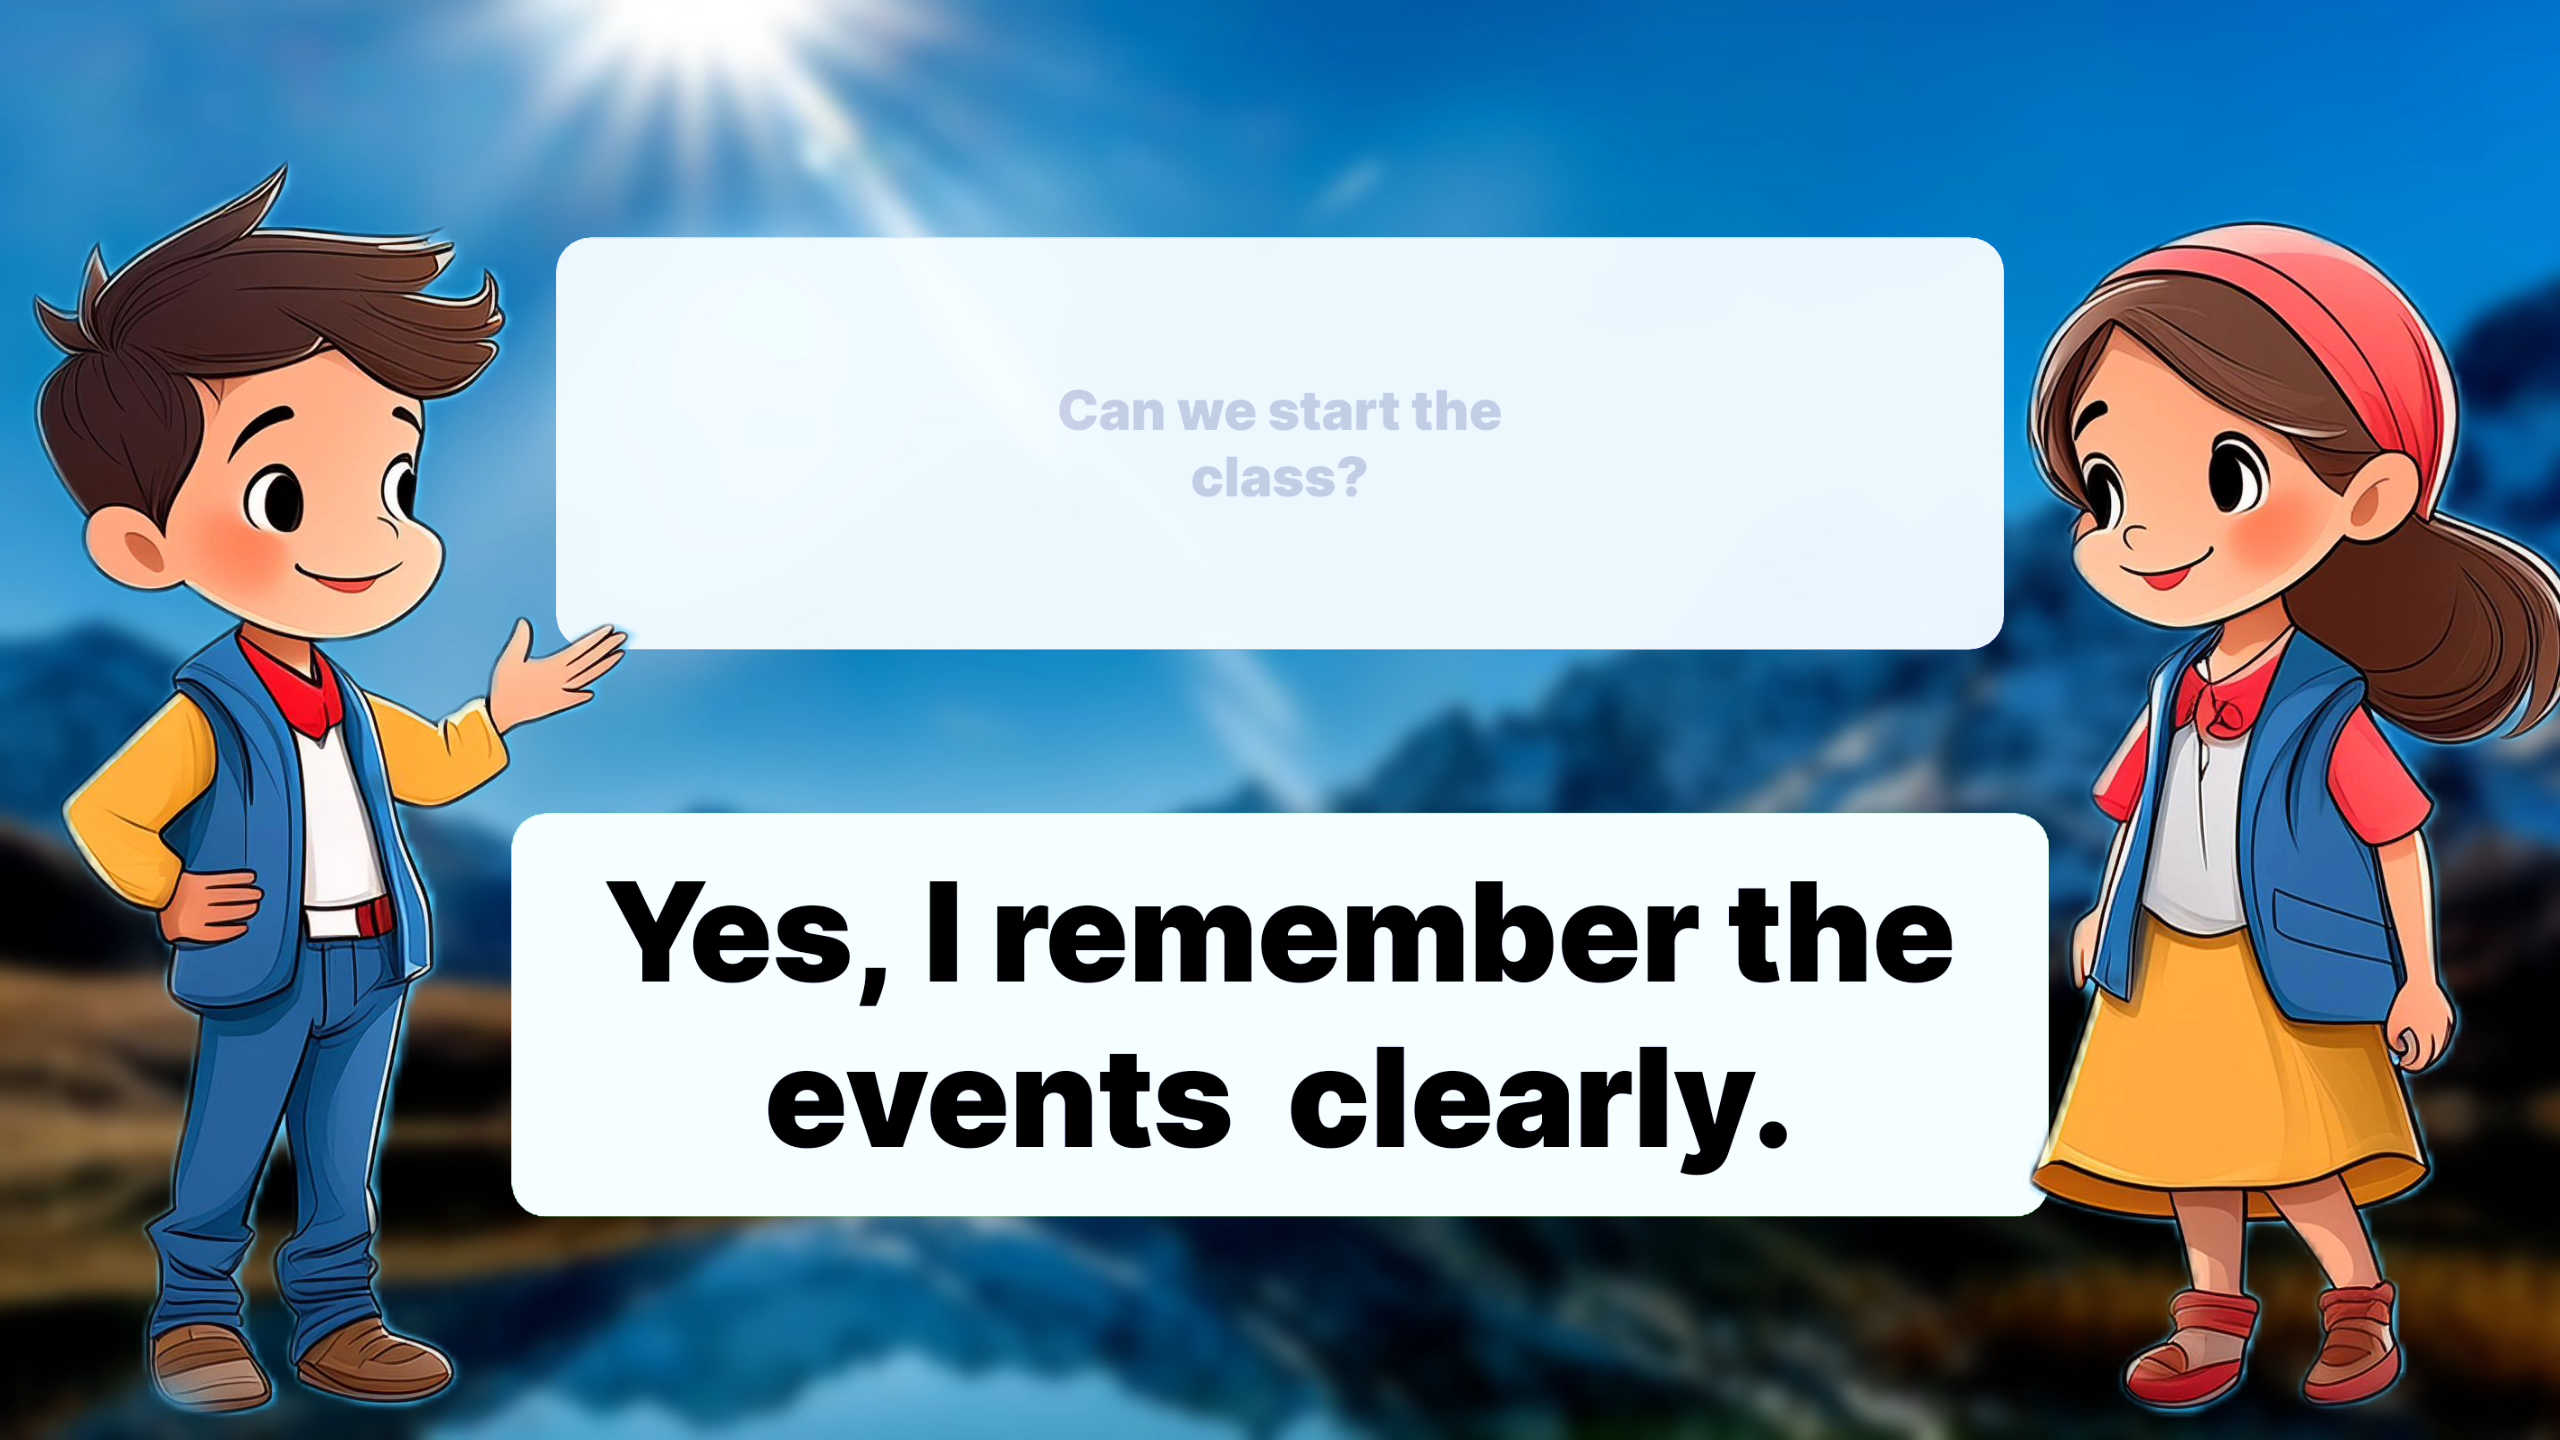 Can we start the
class?
Yes, I remember the
events clearly.